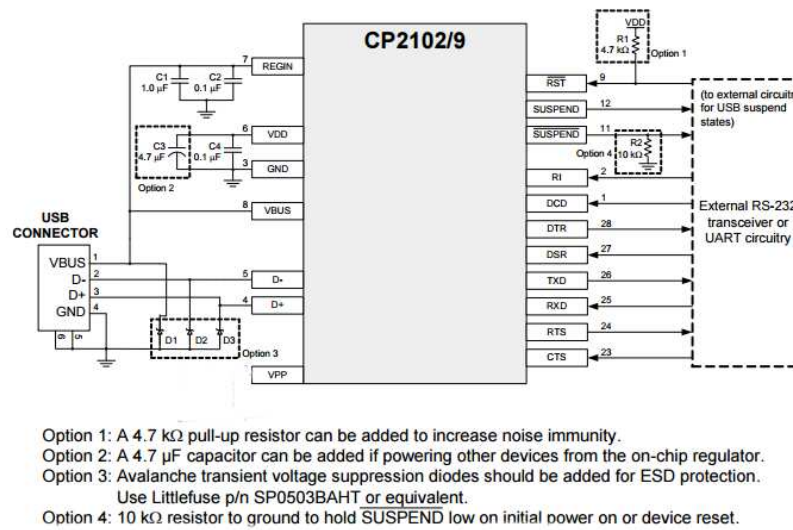 CP2102/9
VDD
R1
4.7 kΩ
Option 1
7
REGIN
C1
1.0 µF
C2
0.1 µF
RST
9
(to external circuitr
for USB suspend
states)
SUSPEND
12
6
VDD
SUSPEND
11
C3
4.7 µF
C4
0.1 µF
R2
10 kΩ
Option 4
3
GND
Option 2
RI
2
8
VBUS
DCD
1
External RS-232
transceiver or
UART circuitry
USB
CONNECTOR
DTR
28
DSR
27
VBUS
1
D-
2
5
D-
TXD
26
D+
3
4
D+
RXD
25
GND
4
D1
D2
D3
RTS
24
6
5
Option 3
CTS
23
VPP
Option 1: A 4.7 kΩ pull-up resistor can be added to increase noise immunity.
Option 2: A 4.7 µF capacitor can be added if powering other devices from the on-chip regulator.
Option 3: Avalanche transient voltage suppression diodes should be added for ESD protection.
Use Littlefuse p/n SP0503BAHT or equivalent.
Option 4: 10 kΩ resistor to ground to hold SUSPEND low on initial power on or device reset.